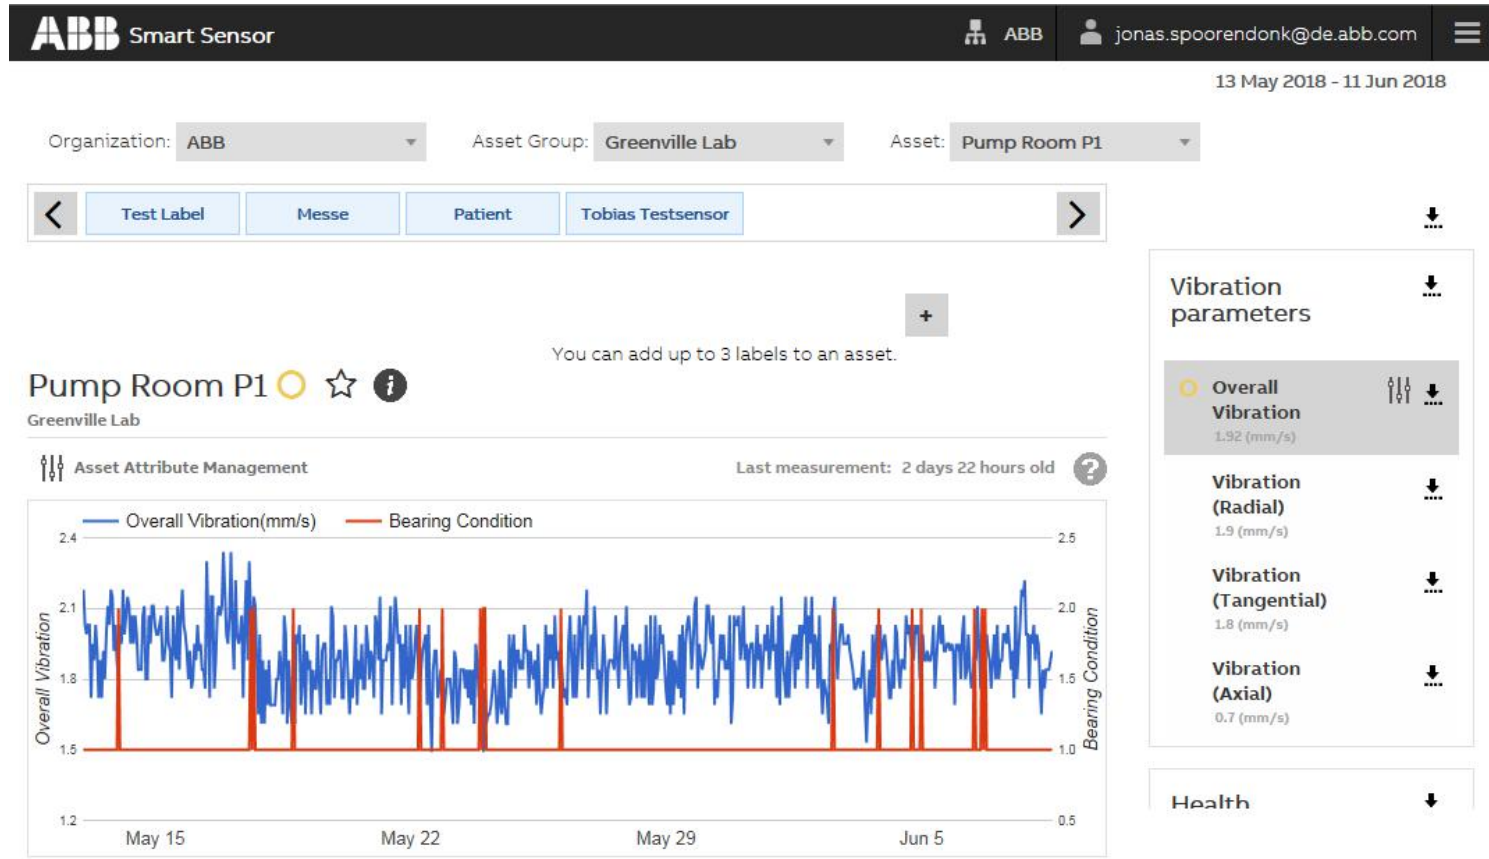 ABB Smart Sensor
ABB
jonas.spoorendonk@de.abb.com
13 May 2018 - 11 Jun 2018
Organization: ABB
Asset Group: Greenville Lab
Asset: Pump Room P1
Test Label
Messe
Patient
Tobias Testsensor
+
You can add up to 3 labels to an asset.
Pump Room P1
i
Greenville Lab
Asset Attribute Management
Last measurement: 2 days 22 hours old
?
Overall Vibration(mm/s)
Bearing Condition
2.4
2.1
1.8
1.5
1.2
Overall Vibration
2.5
2.0
1.5
1.0
0.5
Bearing Condition
May 15
May 22
May 29
Jun 5
Vibration
parameters
Overall
Vibration
1.92 (mm/s)
Vibration
(Radial)
1.9 (mm/s)
Vibration
(Tangential)
1.8 (mm/s)
Vibration
(Axial)
0.7 (mm/s)
Health